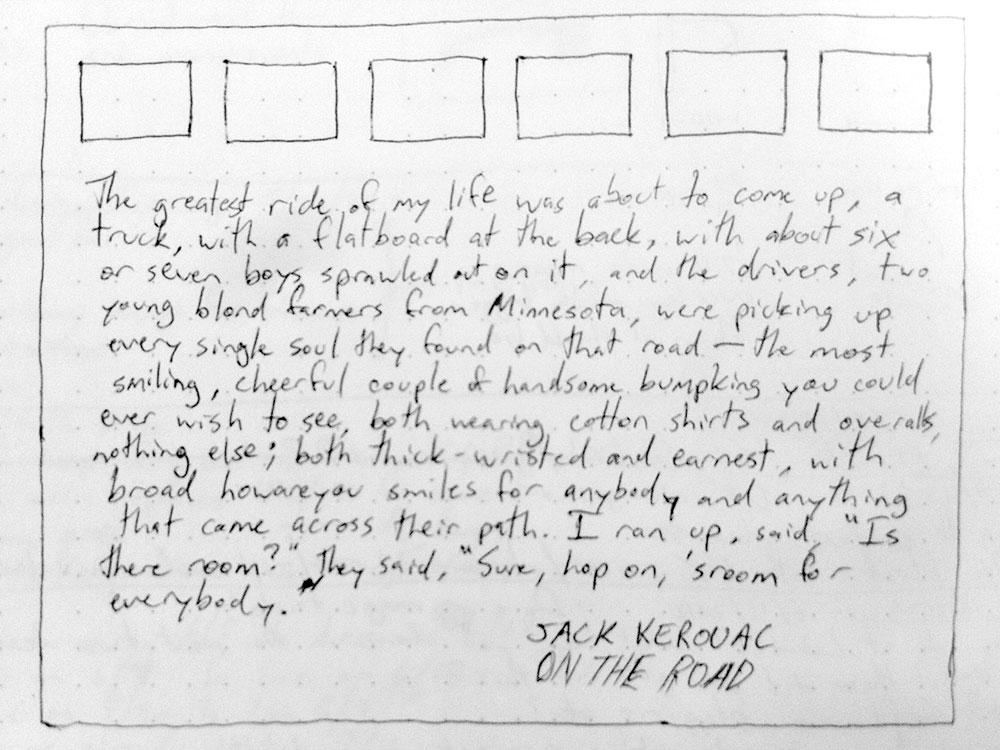 The greatest ride of my life was about to come up, a
truck, with a flatboard at the back, with about six
or seven boys sprawled out on it, and the drivers, two
young blond farmers from Minnesota, were picking up
every single soul they found on that road — the most
smiling, cheerful couple of handsome bumpking you could
ever wish to see, both wearing cotton shirts and overalls,
nothing else; both thick-wristed and earnest, with
broad howareyou smiles for anybody and anything
that came across their path. I ran up, said, "Is
there room?" They said, "Sure, hop on, 'sroom for
everybody."
JACK KEROUAC
ON THE ROAD